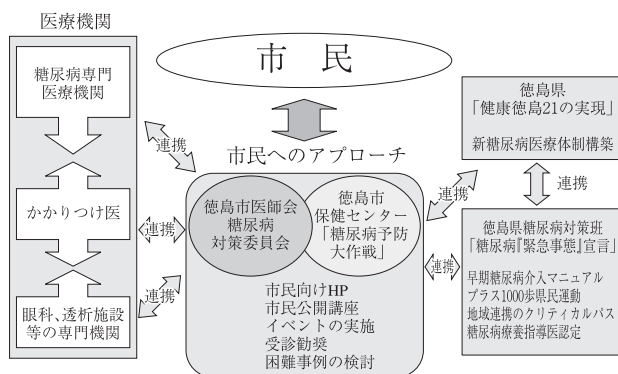 医療機関
糖尿病専門
医療機関
かかりつけ医
眼科、透析施設
等の専門機関
市 民
市民へのアプローチ
連携
連携
連携
徳島市医師会
糖尿病
対策委員会
徳島市
保健センター
「糖尿病予防
大作戦」
市民向けHP
市民公開講座
イベントの実施
受診勧奨
困難事例の検討
連携
連携
徳島県
「健康徳島21の実現」
新糖尿病医療体制構築
連携
徳島県糖尿病対策班
「糖尿病『緊急事態』宣言」
早期糖尿病介入マニュアル
プラス1000歩県民運動
地域連携のクリティカルパス
糖尿病療養指導医認定